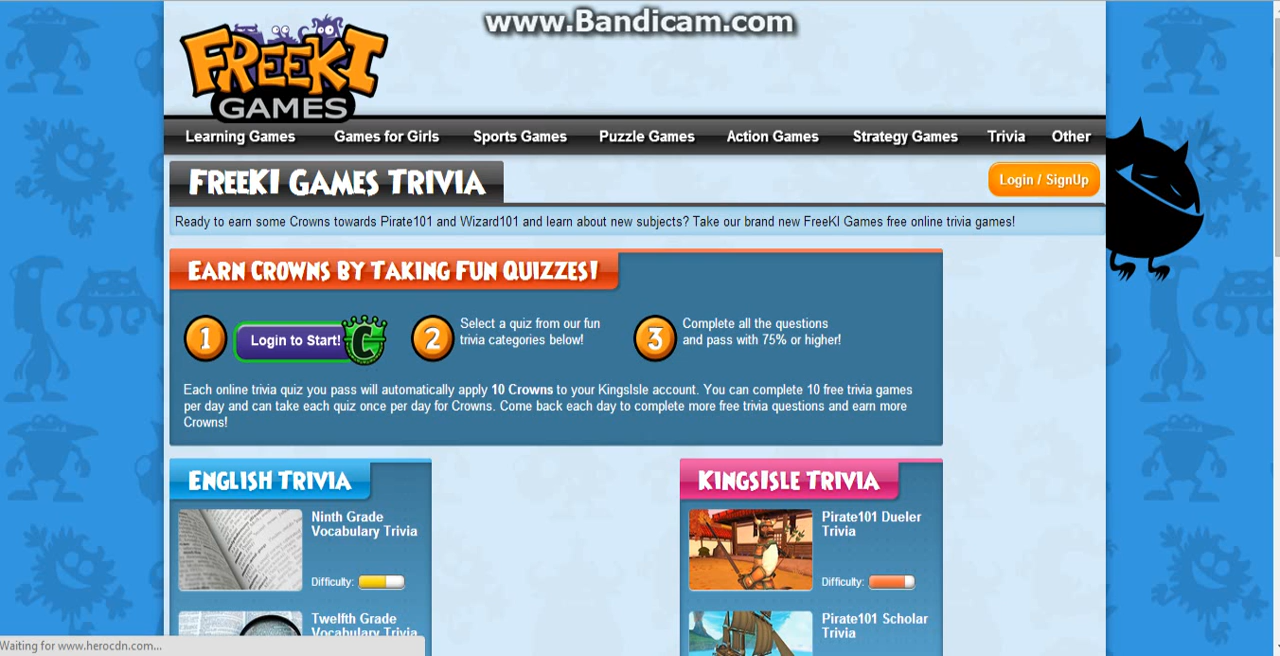 www.Bandicam.com
FREEKI
GAMES
Learning Games Games for Girls Sports Games Puzzle Games Action Games Strategy Games Trivia Other
FREEKI GAMES TRIVIA
Login / SignUp
Ready to earn some Crowns towards Pirate101 and Wizard101 and learn about new subjects? Take our brand new FreeKI Games free online trivia games!
EARN CROWNS BY TAKING FUN QUIZZES!
1
Login to Start!
C
2
Select a quiz from our fun
trivia categories below!
3
Complete all the questions
and pass with 75% or higher!
Each online trivia quiz you pass will automatically apply 10 Crowns to your KingsIsle account. You can complete 10 free trivia games
per day and can take each quiz once per day for Crowns. Come back each day to complete more free trivia questions and earn more
Crowns!
ENGLISH TRIVIA
Ninth Grade
Vocabulary Trivia
Difficulty:
Twelfth Grade
Vocabulary Trivia
KINGSISLE TRIVIA
Pirate101 Dueler
Trivia
Difficulty:
Pirate101 Scholar
Trivia
Waiting for www.herocdn.com...